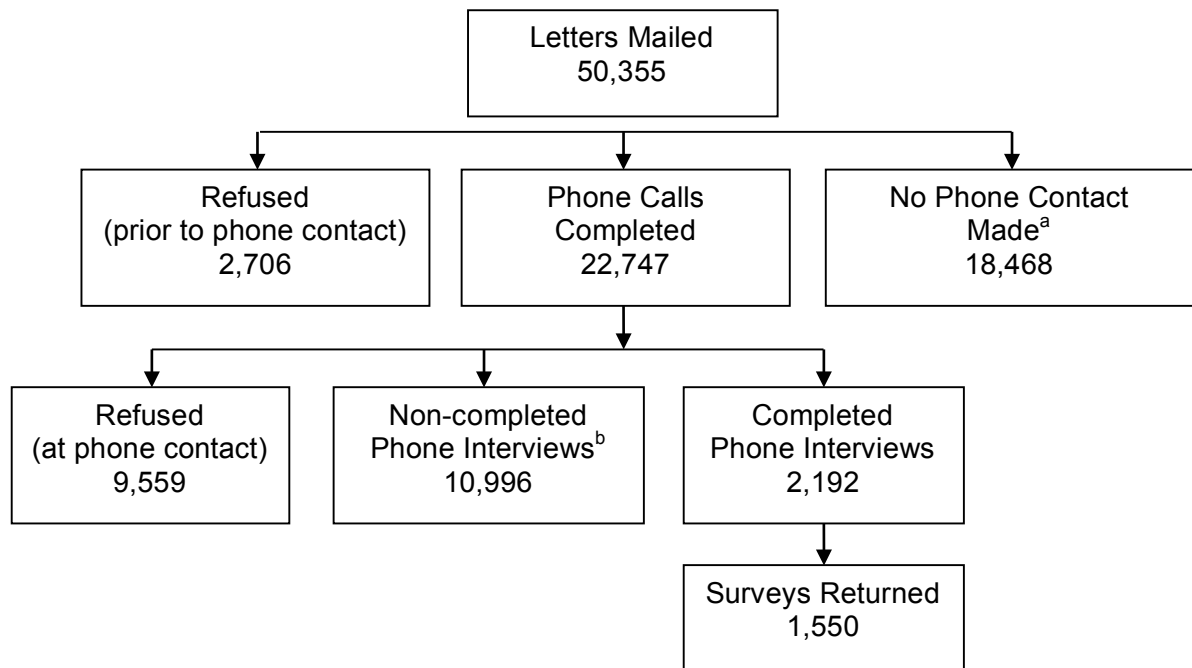 Letters Mailed
50,355
Refused
(prior to phone contact)
2,706
Phone Calls
Completed
22,747
No Phone Contact
Madeᵃ
18,468
Refused
(at phone contact)
9,559
Non-completed
Phone Interviewsᵇ
10,996
Completed
Phone Interviews
2,192
Surveys Returned
1,550